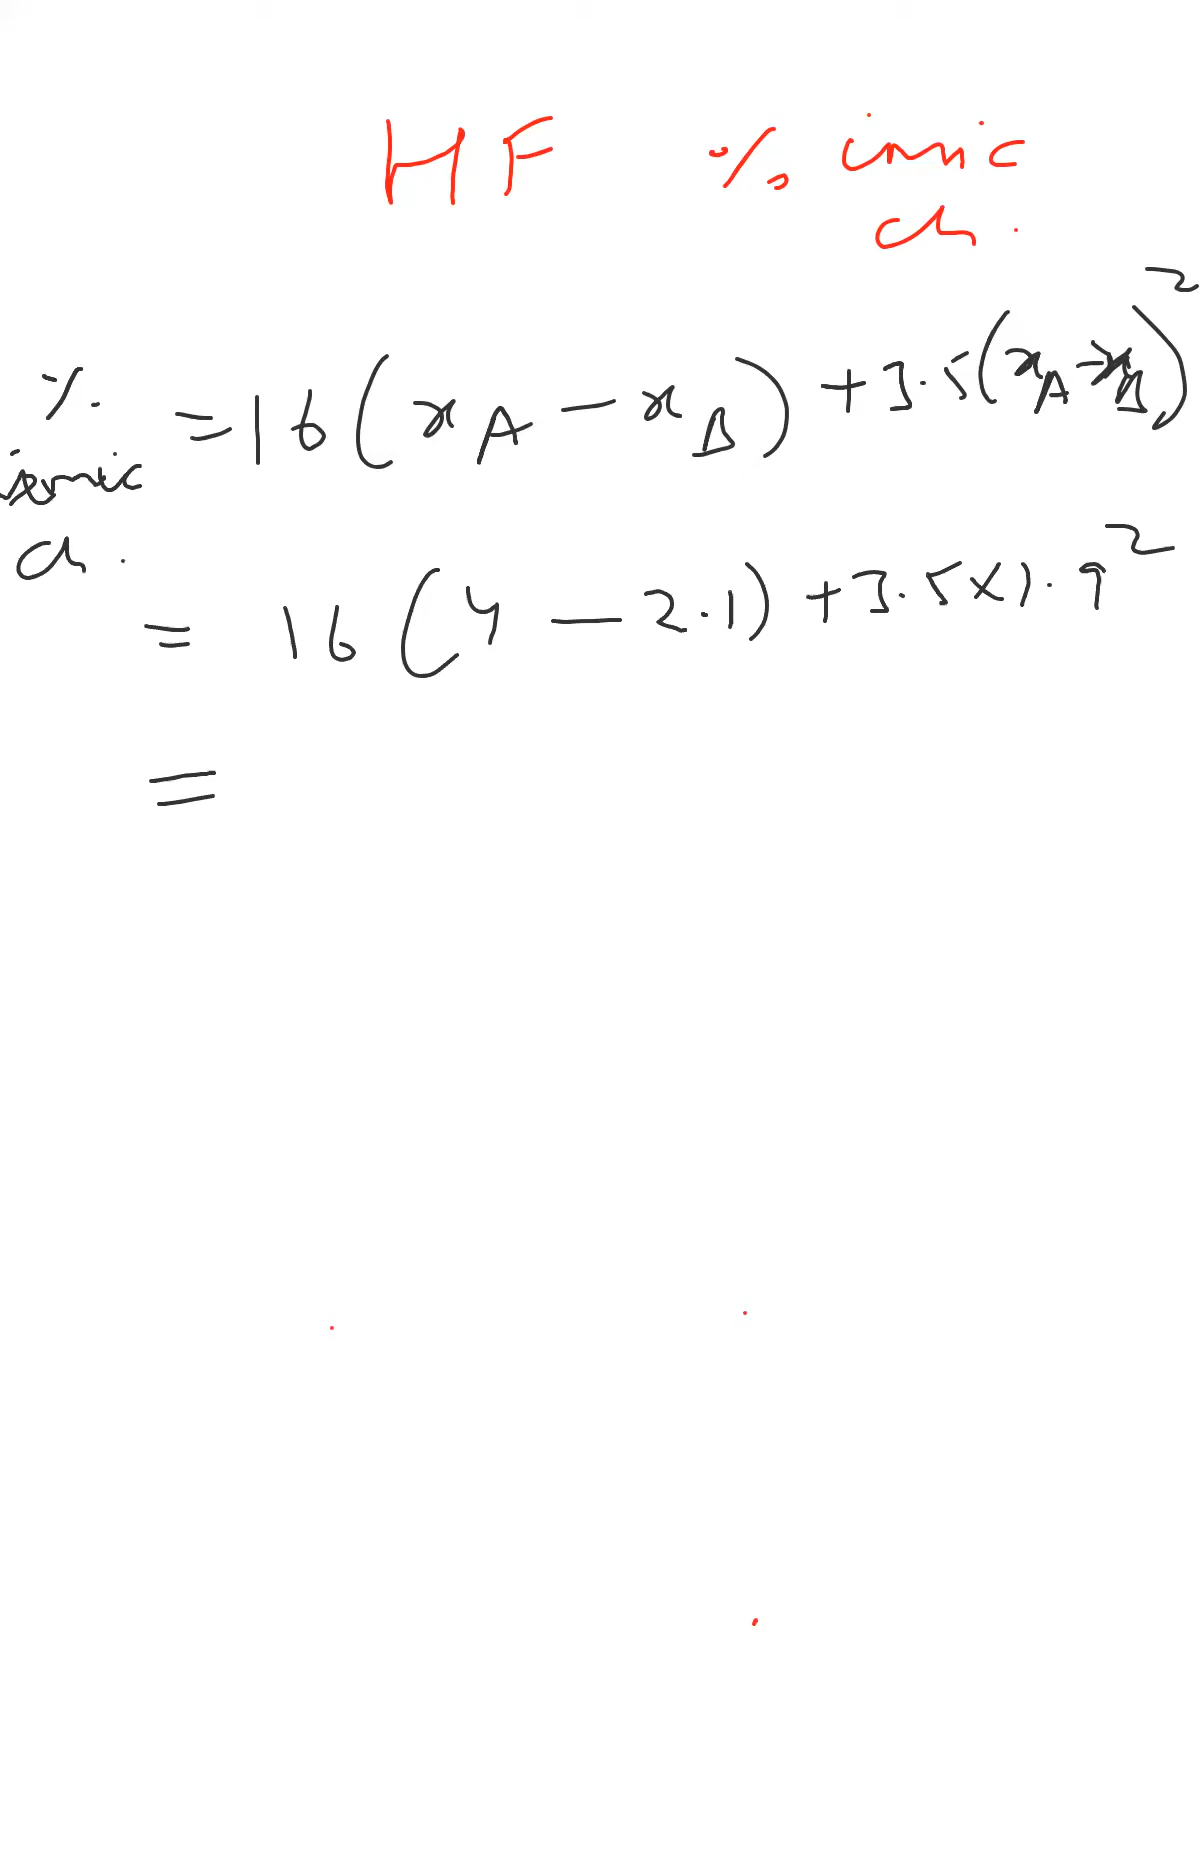 HF % ionic
ch.
% ionic ch. = 16(xA − xB) + 3.5(xA − xB)²
= 16(4 − 2.1) + 3.5×1.9²
=